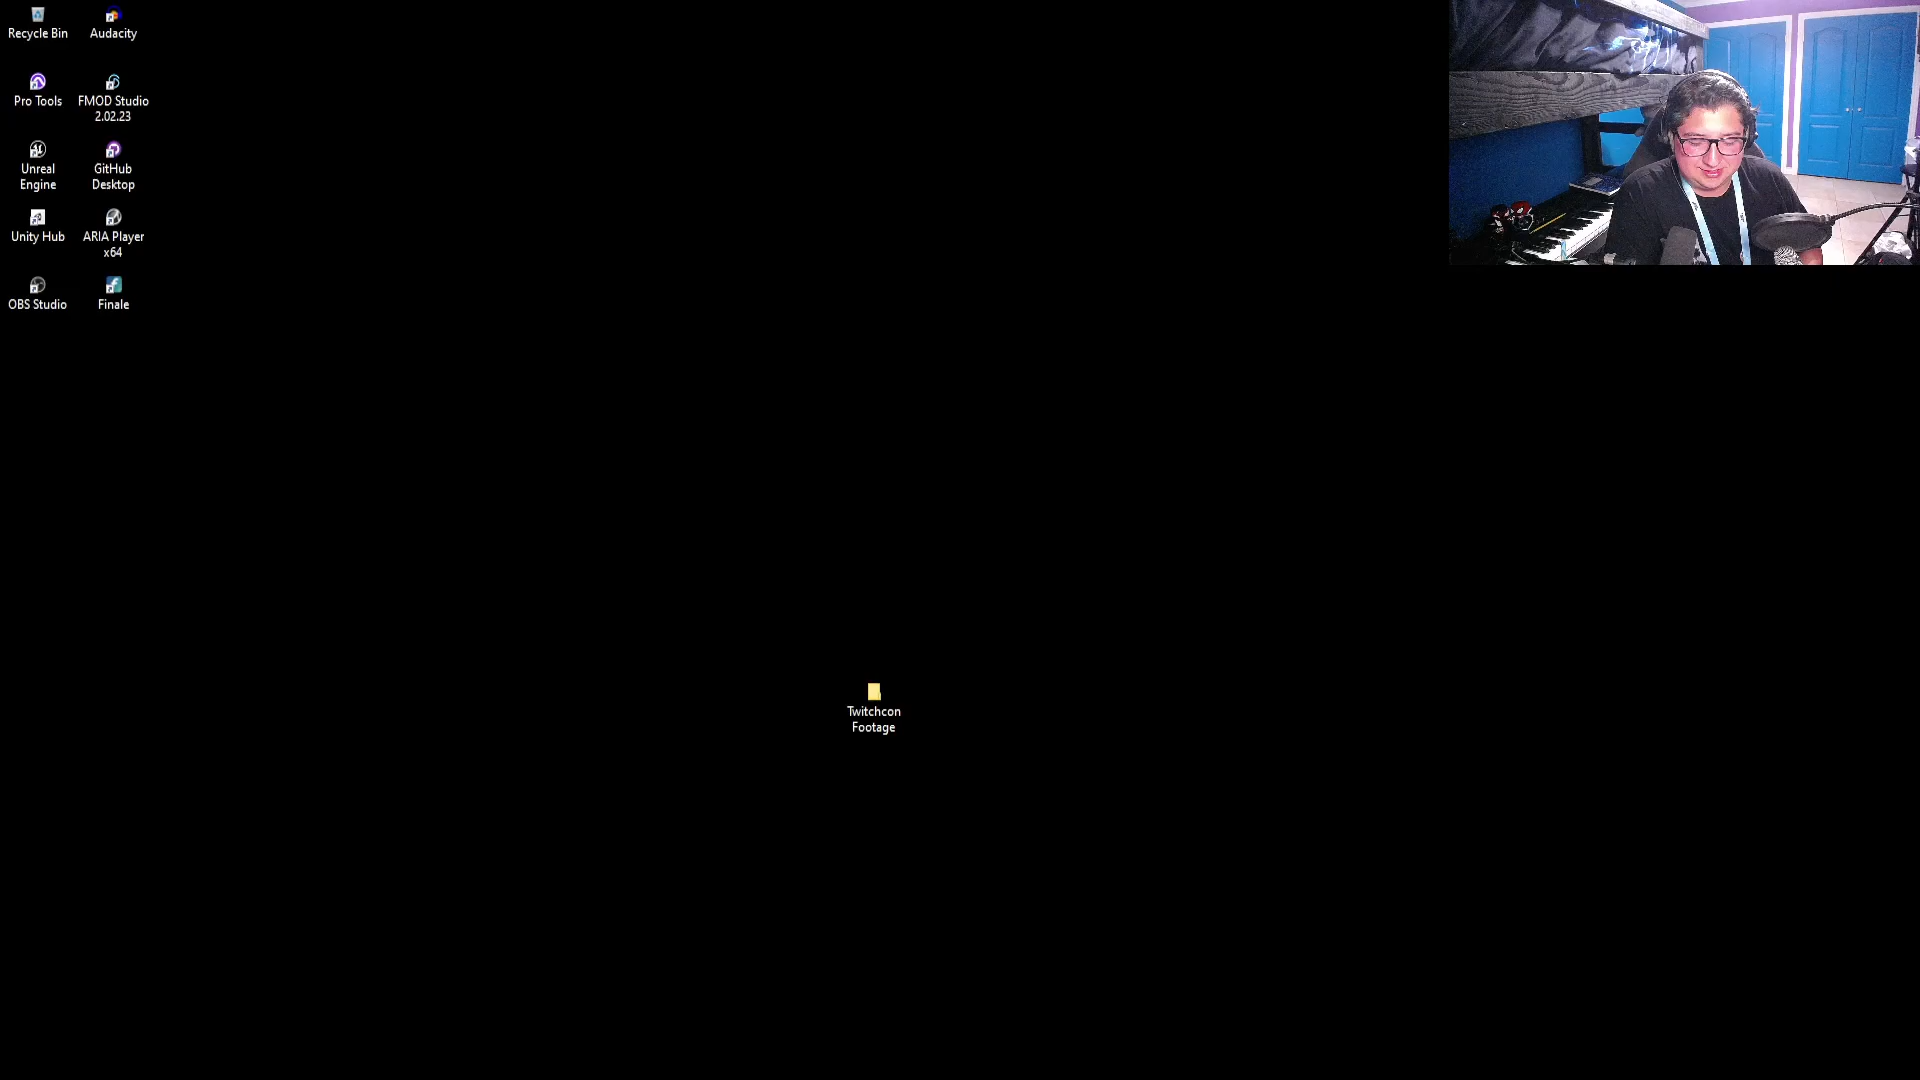 Recycle Bin
Audacity
Pro Tools
FMOD Studio
2.02.23
Unreal
Engine
GitHub
Desktop
Unity Hub
ARIA Player
x64
OBS Studio
Finale
Twitchcon
Footage